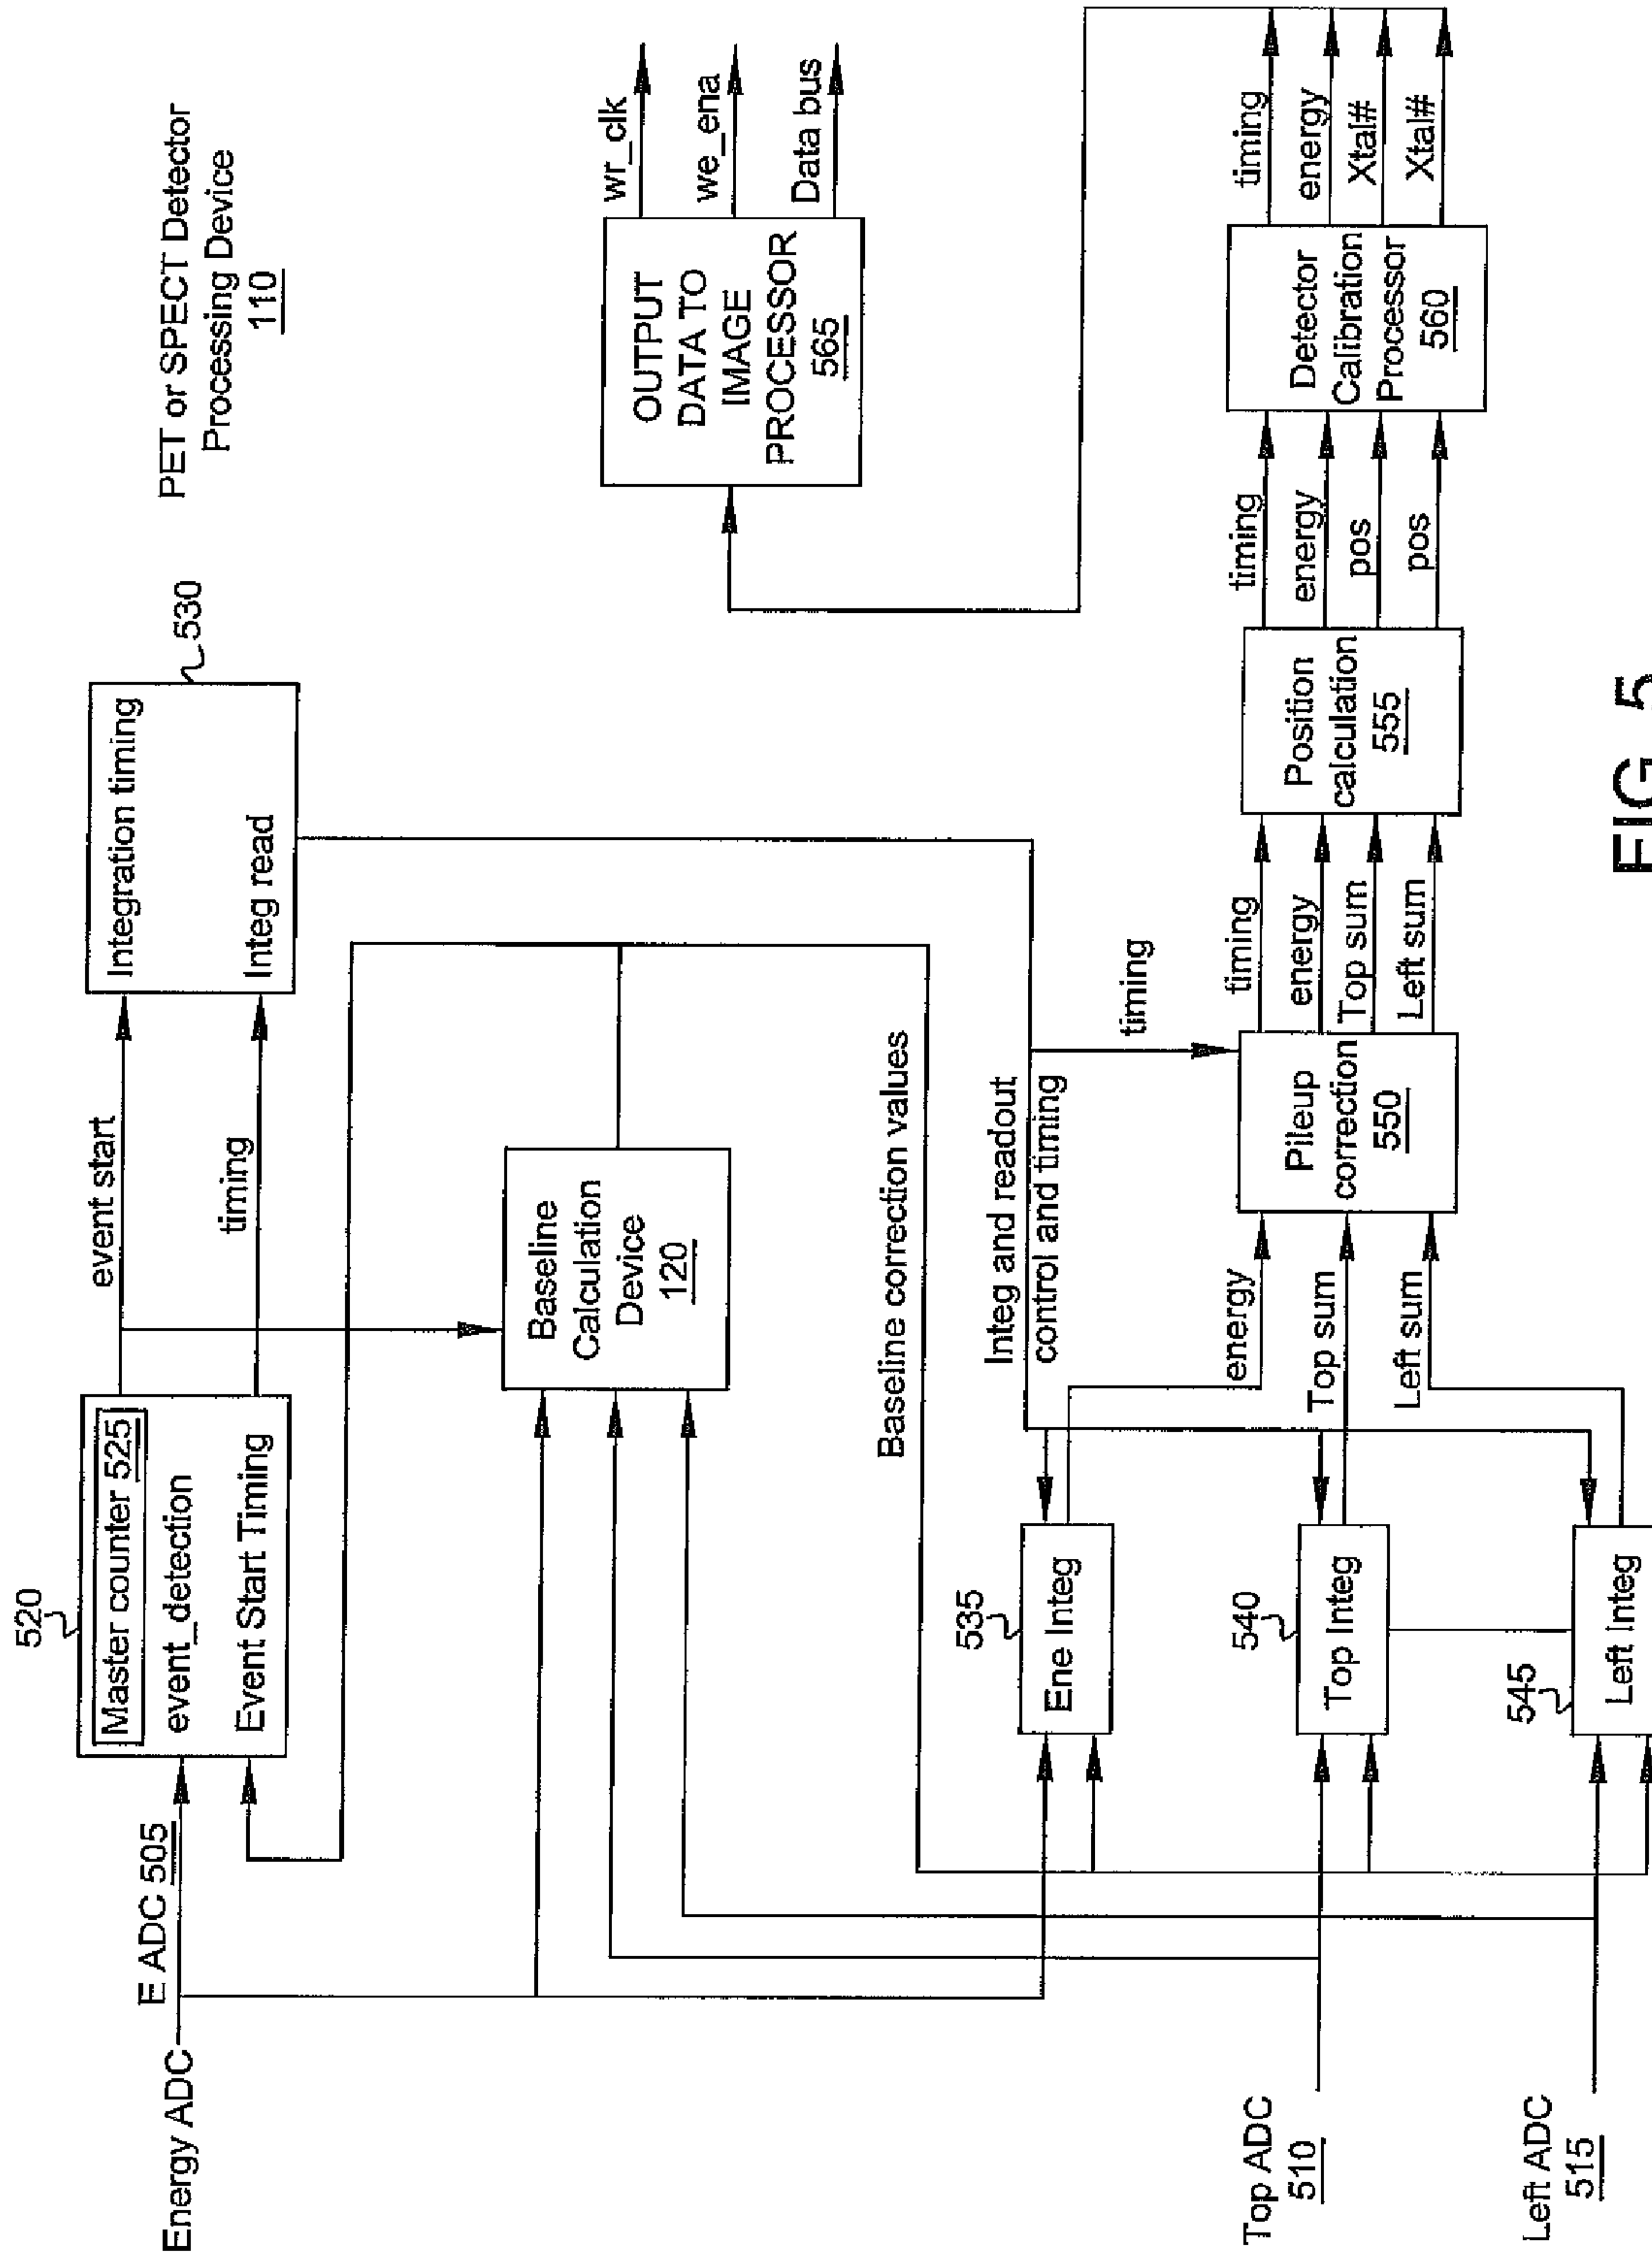 PET or SPECT Detector
Processing Device
110
520
Master counter 525
event_detection
Event Start Timing
Energy ADC
E ADC 505
event start
timing
Integration timing
Integ read
530
Baseline
Calculation
Device
120
OUTPUT
DATA TO
IMAGE
PROCESSOR
565
wr_clk
we_ena
Data bus
Baseline correction values
Integ and readout
control and timing
timing
535
Ene Integ
540
Top Integ
545
Left Integ
Top ADC
510
Left ADC
515
energy
Top sum
Left sum
Pileup
correction
550
timing
energy
Top sum
Left sum
Position
calculation
555
timing
energy
pos
pos
Detector
Calibration
Processor
560
timing
energy
Xtal#
Xtal#
FIG. 5